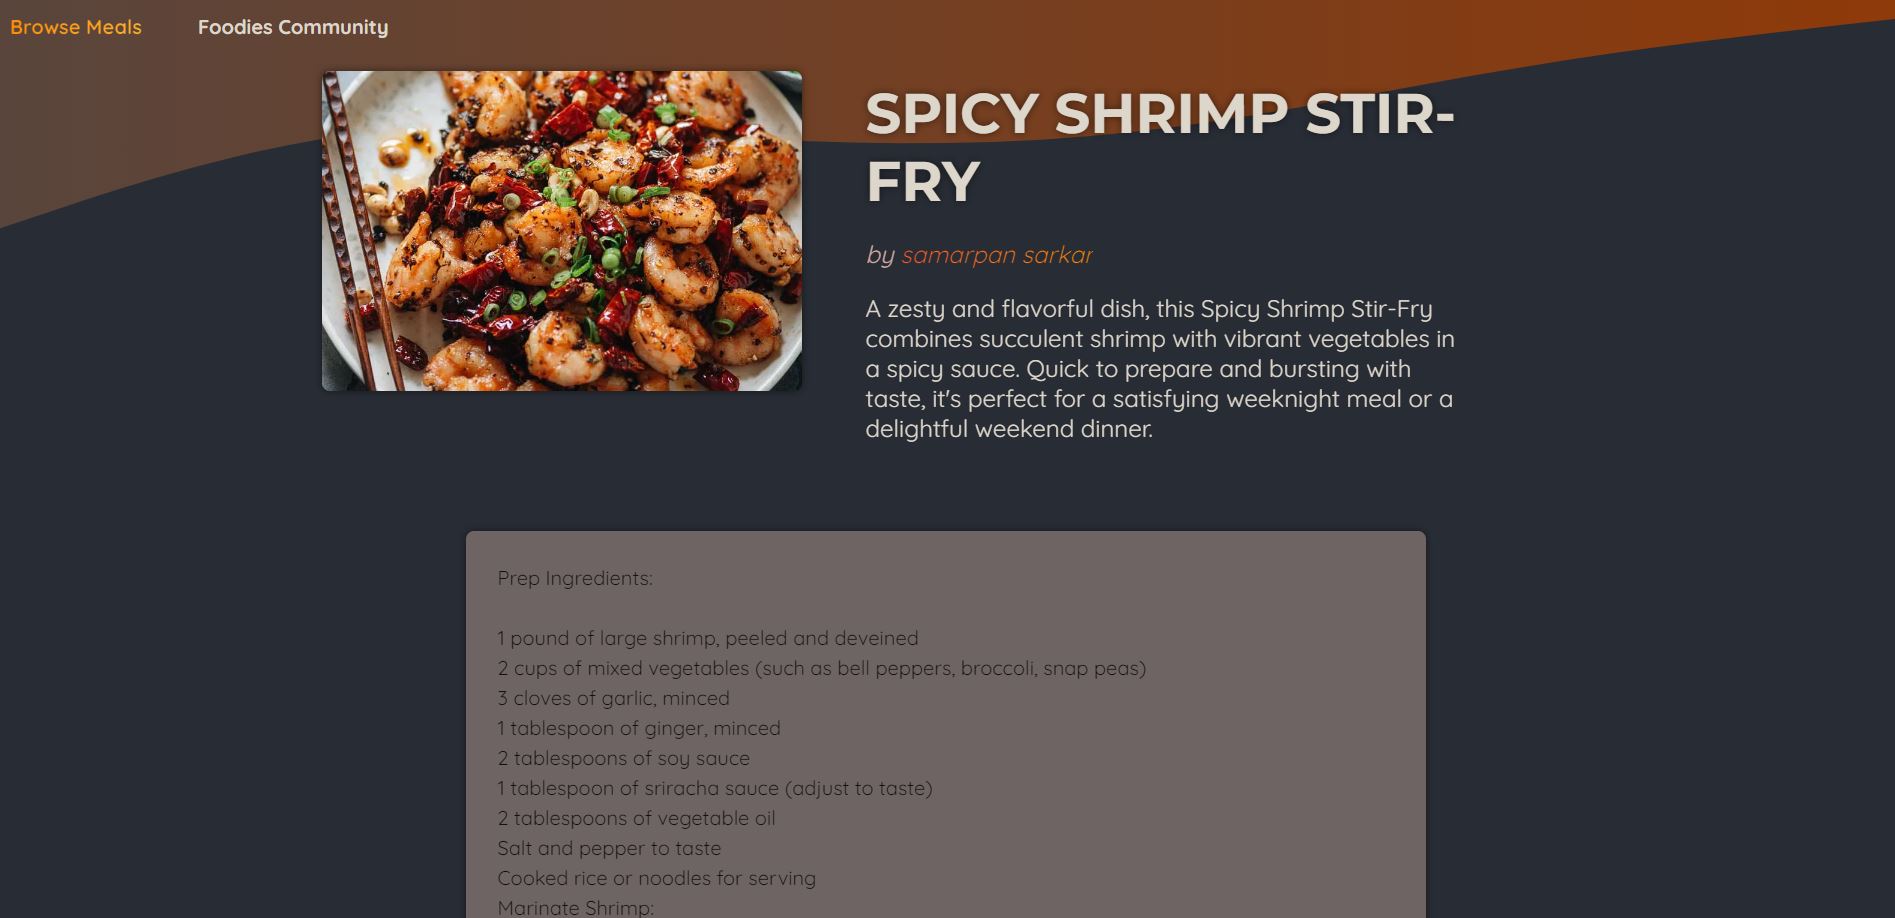 Browse Meals
Foodies Community
SPICY SHRIMP STIR-
FRY
by samarpan sarkar
A zesty and flavorful dish, this Spicy Shrimp Stir-Fry
combines succulent shrimp with vibrant vegetables in
a spicy sauce. Quick to prepare and bursting with
taste, it's perfect for a satisfying weeknight meal or a
delightful weekend dinner.
Prep Ingredients:
1 pound of large shrimp, peeled and deveined
2 cups of mixed vegetables (such as bell peppers, broccoli, snap peas)
3 cloves of garlic, minced
1 tablespoon of ginger, minced
2 tablespoons of soy sauce
1 tablespoon of sriracha sauce (adjust to taste)
2 tablespoons of vegetable oil
Salt and pepper to taste
Cooked rice or noodles for serving
Marinate Shrimp: